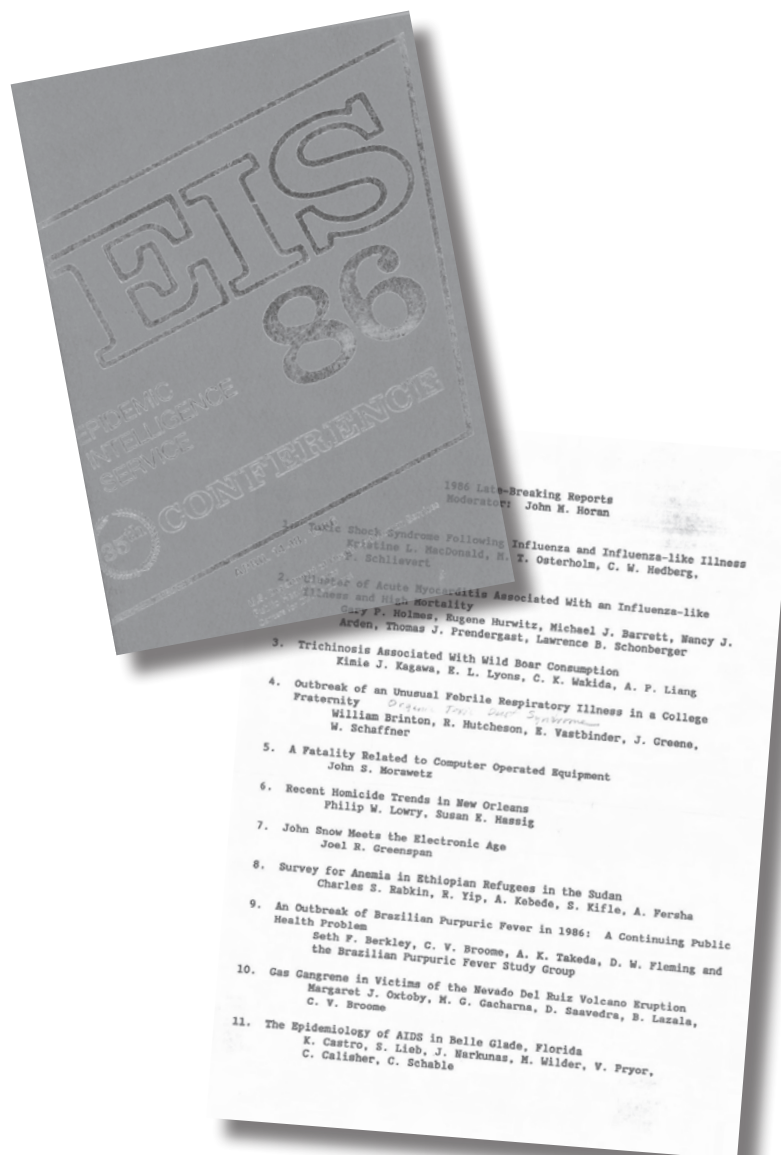 EIS
86
EPIDEMIC
INTELLIGENCE
SERVICE
CONFERENCE
35th
1986 Late-Breaking Reports
Moderator: John M. Horan
1. Toxic Shock Syndrome Following Influenza and Influenza-like Illness
Kristine L. MacDonald, M. T. Osterholm, C. W. Hedberg,
P. Schlievert
2. Cluster of Acute Myocarditis Associated With an Influenza-like
Illness and High Mortality
Gary P. Holmes, Eugene Hurwitz, Michael J. Barrett, Nancy J.
Arden, Thomas J. Prendergast, Lawrence B. Schonberger
3. Trichinosis Associated With Wild Boar Consumption
Kimie J. Kagawa, E. L. Lyons, C. K. Wakida, A. P. Liang
4. Outbreak of an Unusual Febrile Respiratory Illness in a College
Fraternity Organic Toxic Dust Syndrome
William Brinton, R. Hutcheson, E. Vastbinder, J. Greene,
W. Schaffner
5. A Fatality Related to Computer Operated Equipment
John S. Morawetz
6. Recent Homicide Trends in New Orleans
Philip W. Lowry, Susan E. Hassig
7. John Snow Meets the Electronic Age
Joel R. Greenspan
8. Survey for Anemia in Ethiopian Refugees in the Sudan
Charles S. Rabkin, R. Yip, A. Kebede, S. Kifle, A. Fersha
9. An Outbreak of Brazilian Purpuric Fever in 1986: A Continuing Public
Health Problem
Seth F. Berkley, C. V. Broome, A. K. Takeda, D. W. Fleming and
the Brazilian Purpuric Fever Study Group
10. Gas Gangrene in Victims of the Nevado Del Ruiz Volcano Eruption
Margaret J. Oxtoby, M. G. Gacharna, D. Saavedra, B. Lazala,
C. V. Broome
11. The Epidemiology of AIDS in Belle Glade, Florida
K. Castro, S. Lieb, J. Narkunas, M. Wilder, V. Pryor,
C. Calisher, C. Schable